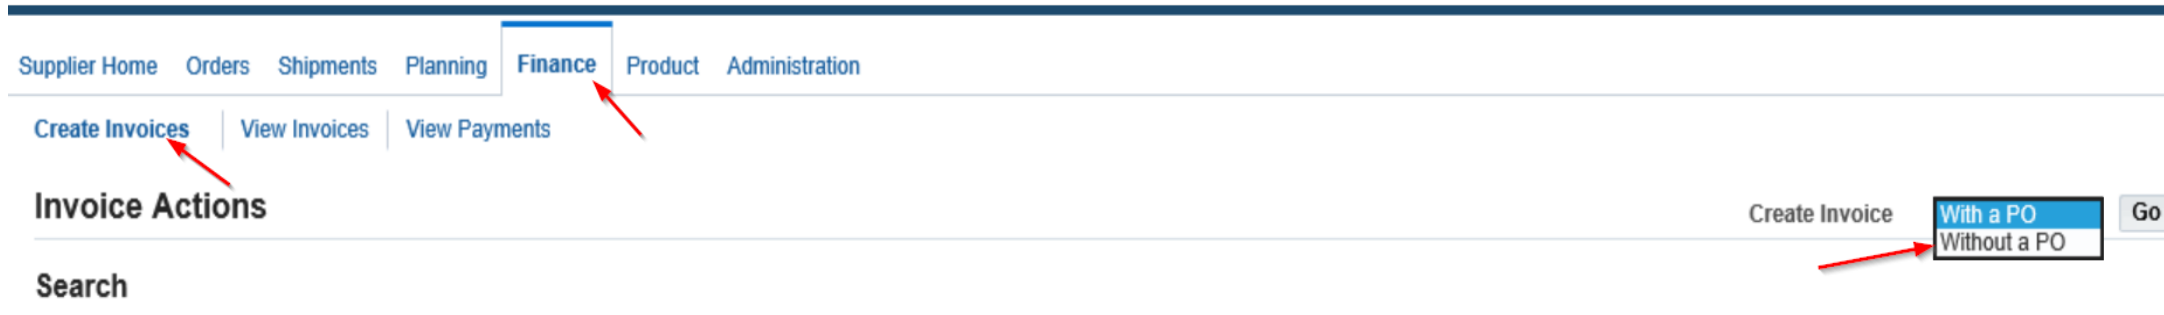 Supplier Home Orders Shipments Planning Finance Product Administration
Create Invoices View Invoices View Payments
Invoice Actions
Create Invoice With a PO Go
Without a PO
Search